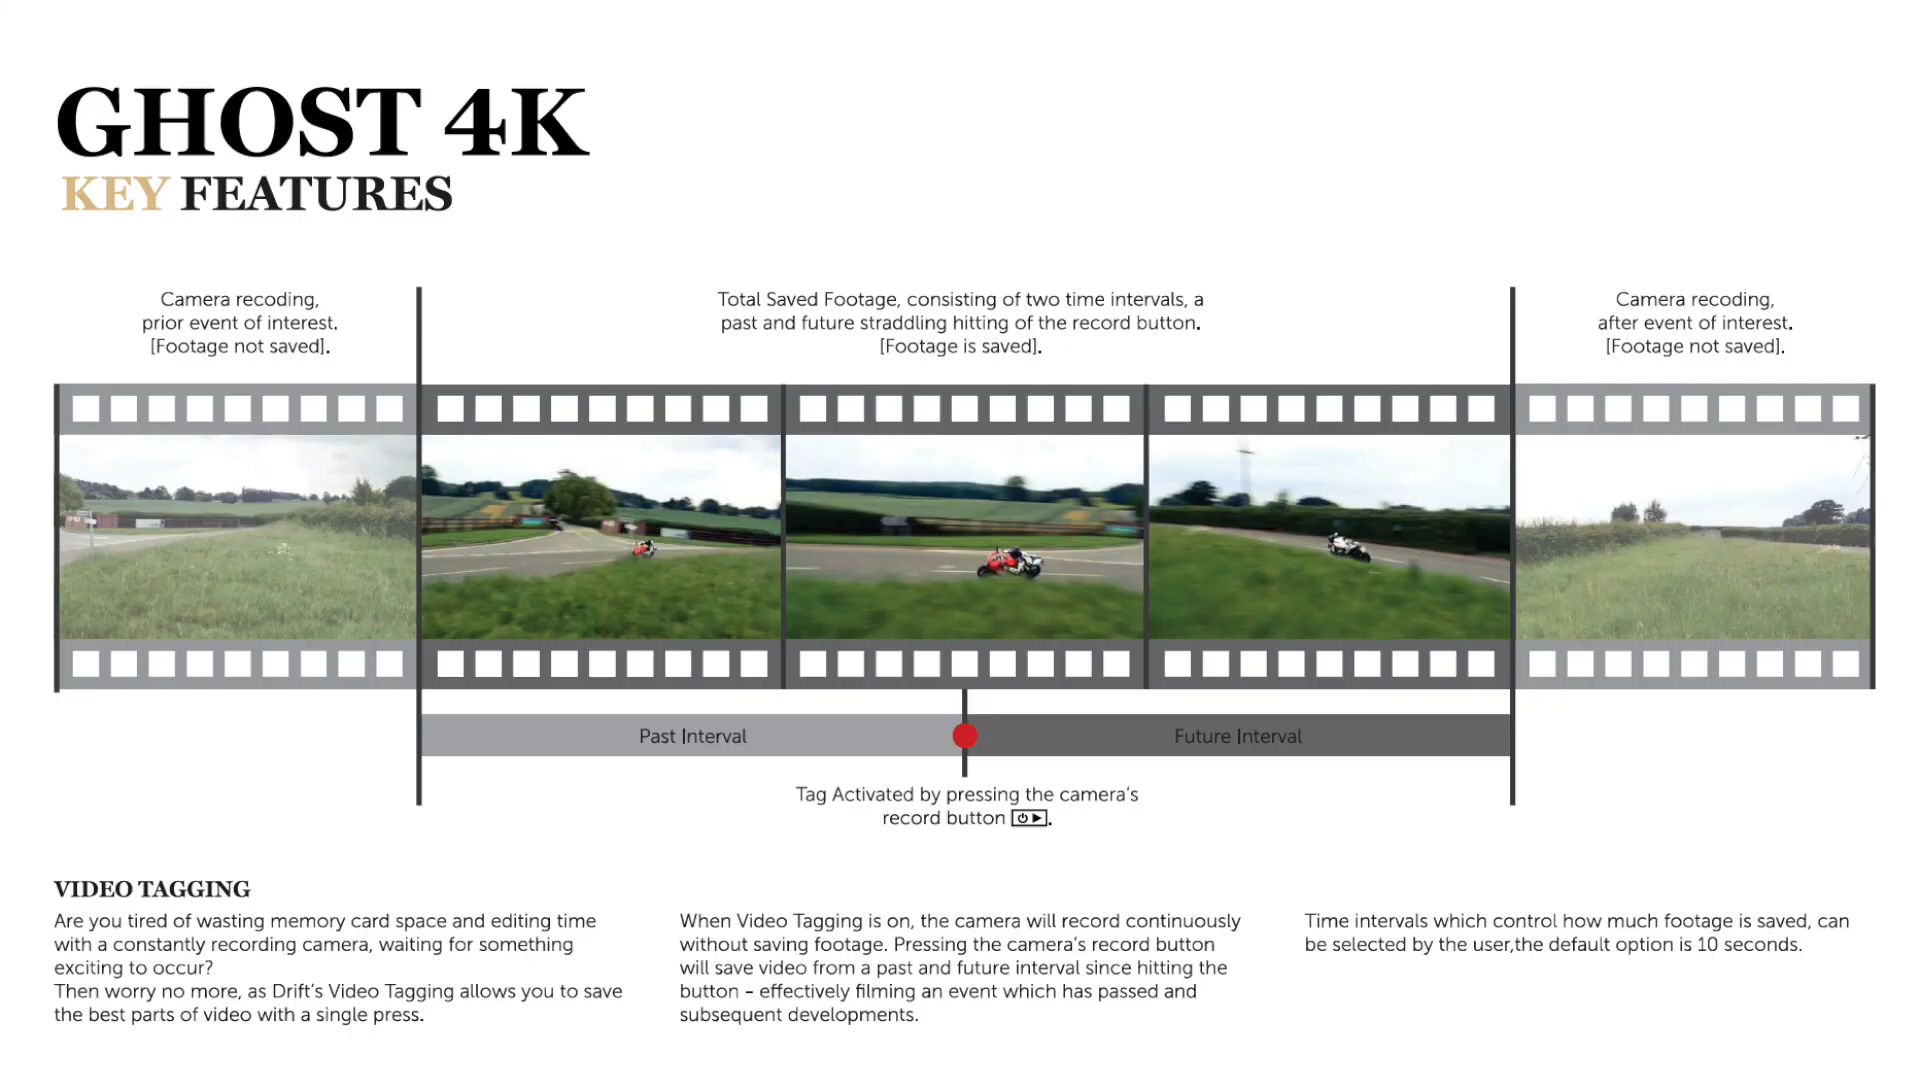 GHOST 4K
KEY FEATURES
Camera recoding,
prior event of interest.
[Footage not saved].
Total Saved Footage, consisting of two time intervals, a
past and future straddling hitting of the record button.
[Footage is saved].
Camera recoding,
after event of interest.
[Footage not saved].
Past Interval
Future Interval
Tag Activated by pressing the camera's
record button .
VIDEO TAGGING
Are you tired of wasting memory card space and editing time
with a constantly recording camera, waiting for something
exciting to occur?
Then worry no more, as Drift's Video Tagging allows you to save
the best parts of video with a single press.
When Video Tagging is on, the camera will record continuously
without saving footage. Pressing the camera's record button
will save video from a past and future interval since hitting the
button - effectively filming an event which has passed and
subsequent developments.
Time intervals which control how much footage is saved, can
be selected by the user,the default option is 10 seconds.